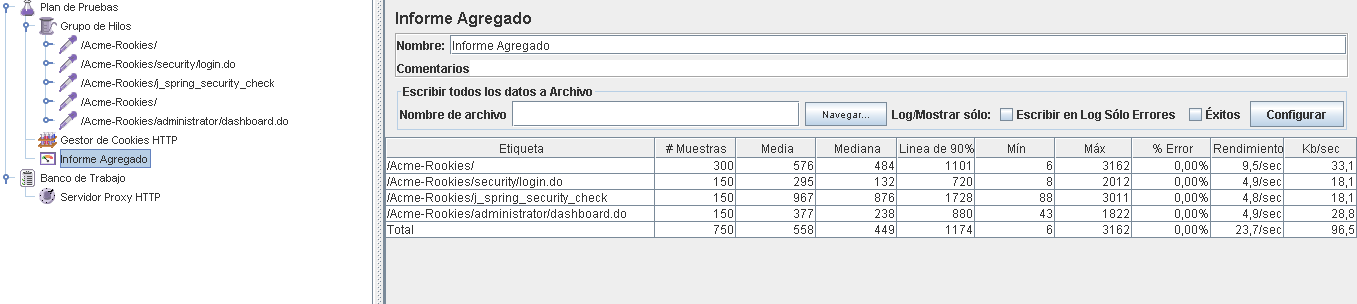 Plan de Pruebas
Grupo de Hilos
/Acme-Rookies/
/Acme-Rookies/security/login.do
/Acme-Rookies/j_spring_security_check
/Acme-Rookies/
/Acme-Rookies/administrator/dashboard.do
Gestor de Cookies HTTP
Informe Agregado
Banco de Trabajo
Servidor Proxy HTTP
Informe Agregado
Nombre: Informe Agregado
Comentarios
Escribir todos los datos a Archivo
Nombre de archivo Navegar... Log/Mostrar sólo: Escribir en Log Sólo Errores Éxitos Configurar
Etiqueta # Muestras Media Mediana Linea de 90% Mín Máx % Error Rendimiento Kb/sec
/Acme-Rookies/ 300 576 484 1101 6 3162 0,00% 9,5/sec 33,1
/Acme-Rookies/security/login.do 150 295 132 720 8 2012 0,00% 4,9/sec 18,1
/Acme-Rookies/j_spring_security_check 150 967 876 1728 88 3011 0,00% 4,8/sec 18,1
/Acme-Rookies/administrator/dashboard.do 150 377 238 880 43 1822 0,00% 4,9/sec 28,8
Total 750 558 449 1174 6 3162 0,00% 23,7/sec 96,5